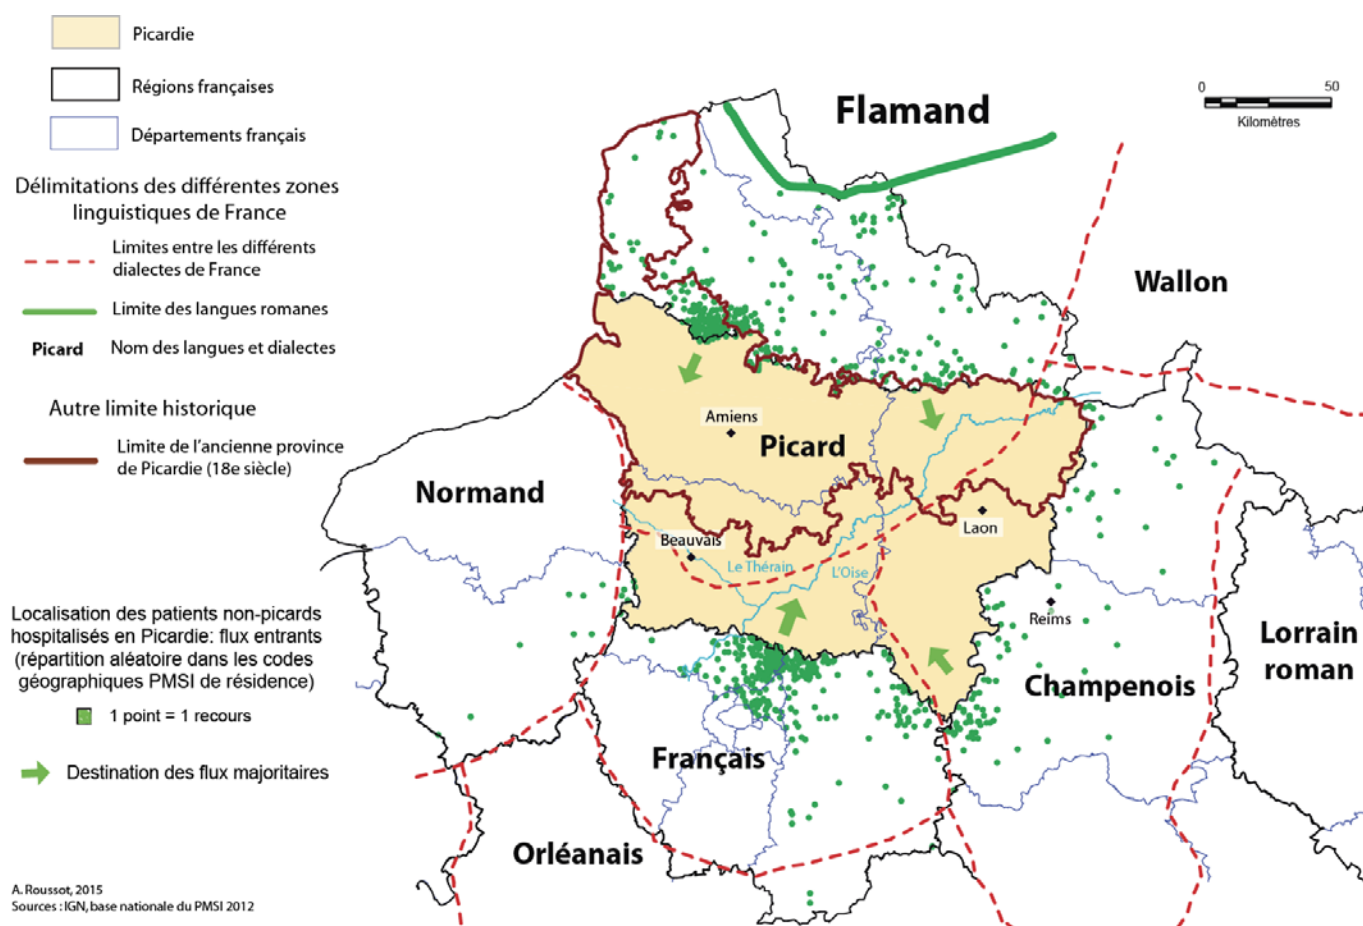 Picardie
Régions françaises
Départements français
Délimitations des différentes zones
linguistiques de France
Limites entre les différents
dialectes de France
Limite des langues romanes
Picard
Nom des langues et dialectes
Autre limite historique
Limite de l'ancienne province
de Picardie (18e siècle)
Localisation des patients non-picards
hospitalisés en Picardie: flux entrants
(répartition aléatoire dans les codes
géographiques PMSI de résidence)
1 point = 1 recours
Destination des flux majoritaires
A. Roussot, 2015
Sources : IGN, base nationale du PMSI 2012
0 50
Kilomètres
Flamand
Wallon
Amiens
Picard
Normand
Laon
Beauvais
Le Thérain
L'Oise
Reims
Lorrain
roman
Champenois
Français
Orléanais